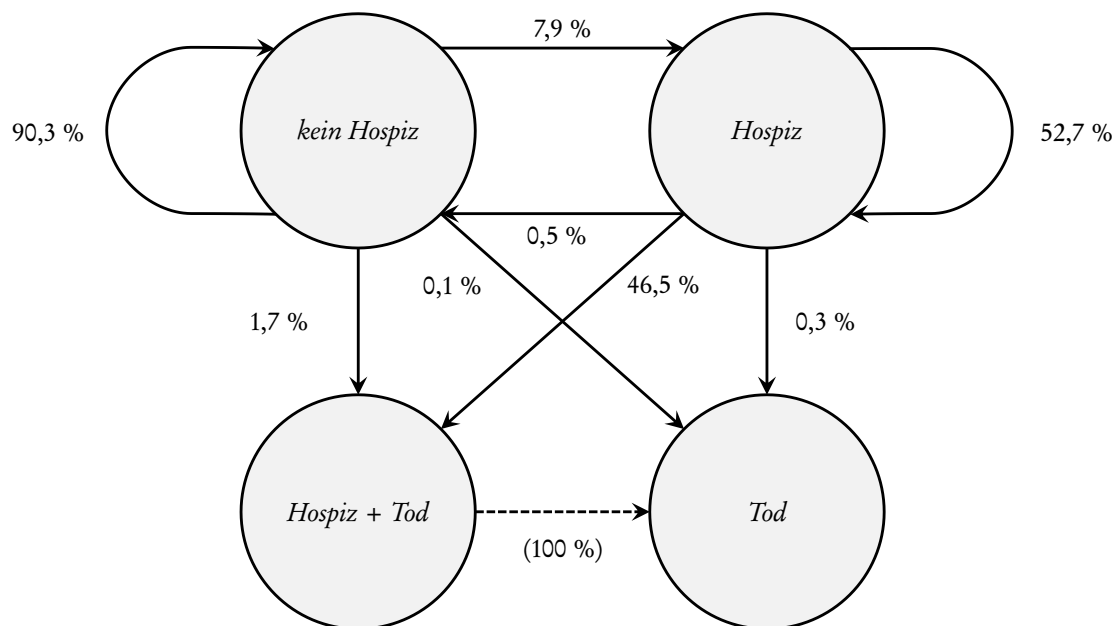 7,9 %
90,3 %
kein Hospiz
Hospiz
52,7 %
0,5 %
0,1 %
46,5 %
1,7 %
0,3 %
Hospiz + Tod
Tod
(100 %)